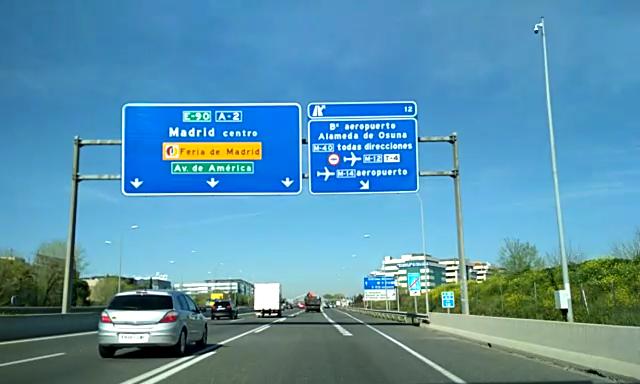 E-90 A-2
Madrid centro
Feria de Madrid
Av. de América
12
Bº aeropuerto
Alameda de Osuna
M-40 todas direcciones
M-12 E-4
M-14 aeropuerto